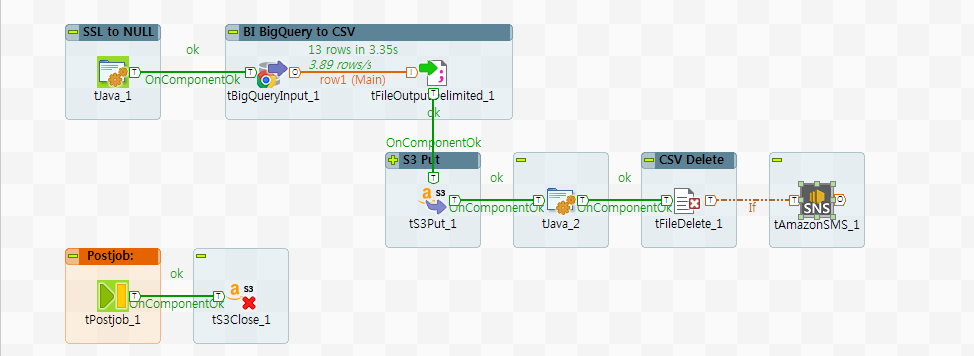 SSL to NULL
ok
OnComponentOk
tJava_1
BI BigQuery to CSV
13 rows in 3.35s
3.89 rows/s
row1 (Main)
tBigQueryInput_1
tFileOutputDelimited_1
ok
OnComponentOk
S3 Put
ok
OnComponentOk
tS3Put_1
ok
OnComponentOk
tJava_2
CSV Delete
tFileDelete_1
If
SNS
tAmazonSMS_1
Postjob:
ok
OnComponentOk
tPostjob_1
S3
tS3Close_1